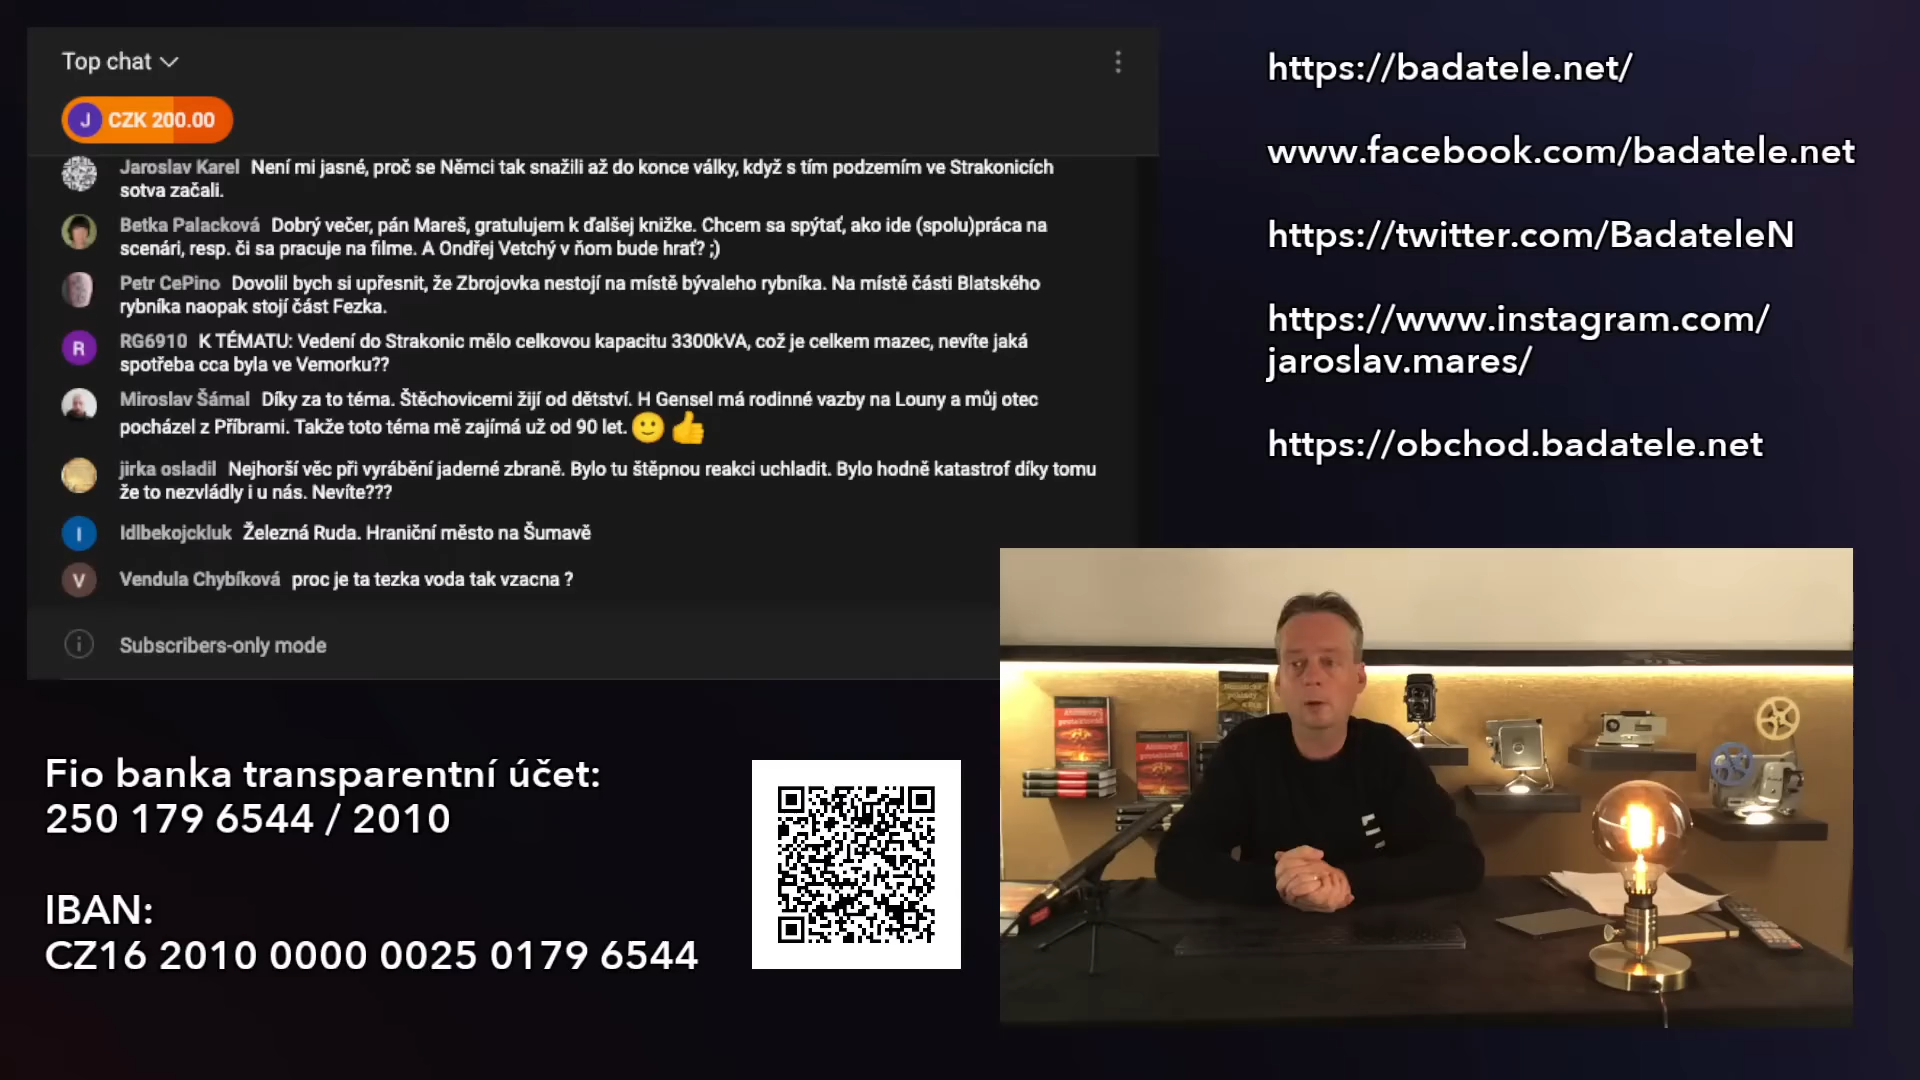 Top chat
J CZK 200.00
Jaroslav Karel Není mi jasné, proč se Němci tak snažili až do konce války, když s tím podzemím ve Strakonicích
sotva začali.
Betka Palacková Dobrý večer, pán Mareš, gratulujem k ďalšej knižke. Chcem sa spýtať, ako ide (spolu)práca na
scenári, resp. či sa pracuje na filme. A Ondřej Vetchý v ňom bude hrať? ;)
Petr CePino Dovolil bych si upřesnit, že Zbrojovka nestojí na místě bývaleho rybníka. Na místě části Blatského
rybníka naopak stojí část Fezka.
R RG6910 K TÉMATU: Vedení do Strakonic mělo celkovou kapacitu 3300kVA, což je celkem mazec, nevíte jaká
spotřeba cca byla ve Vemorku??
Miroslav Šámal Díky za to téma. Štěchovicemi žijí od dětství. H Gensel má rodinné vazby na Louny a můj otec
pocházel z Příbrami. Takže toto téma mě zajímá už od 90 let.
jirka osladil Nejhorší věc při vyrábění jaderné zbraně. Bylo tu štěpnou reakci uchladit. Bylo hodně katastrof díky tomu
že to nezvládly i u nás. Nevíte???
I Idlbekojckluk Železná Ruda. Hraniční město na Šumavě
V Vendula Chybíková proc je ta tezka voda tak vzacna ?
Subscribers-only mode
https://badatele.net/
www.facebook.com/badatele.net
https://twitter.com/BadateleN
https://www.instagram.com/
jaroslav.mares/
https://obchod.badatele.net
Atomový
protektorát
Atomový
protektorát
Fio banka transparentní účet:
250 179 6544 / 2010
IBAN:
CZ16 2010 0000 0025 0179 6544